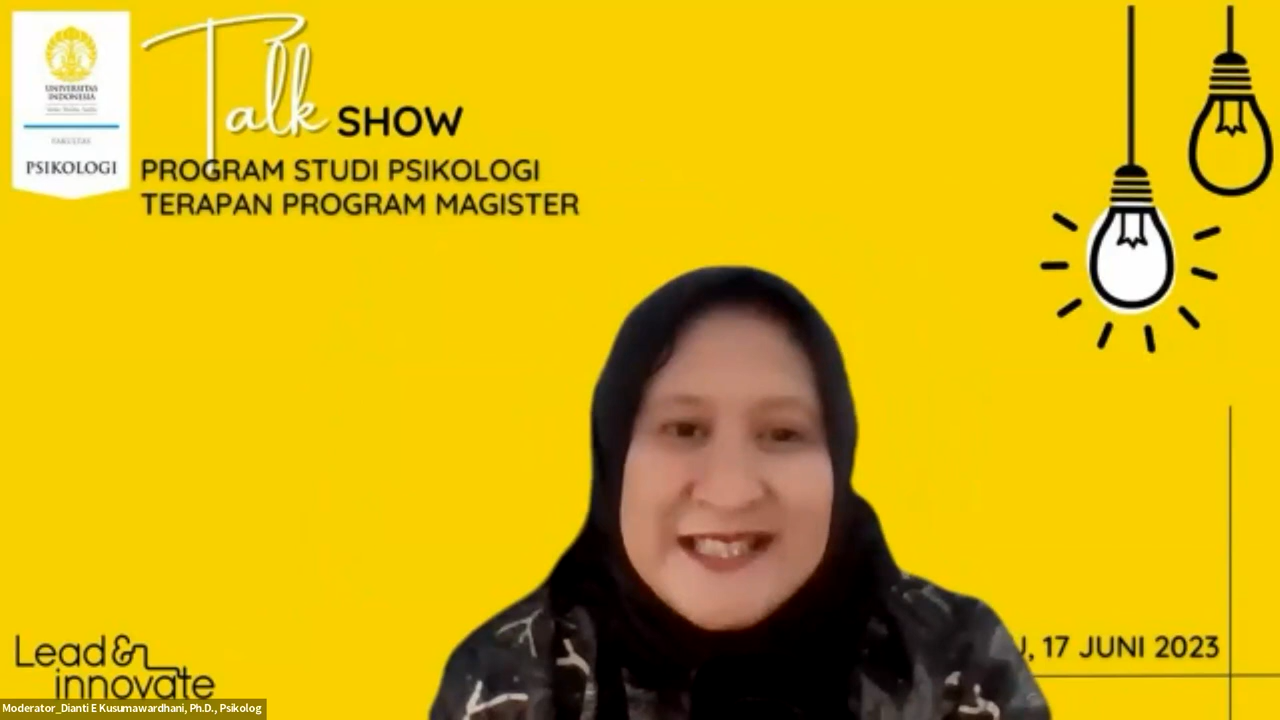 Talk SHOW
PROGRAM STUDI PSIKOLOGI
TERAPAN PROGRAM MAGISTER
UNIVERSITAS
INDONESIA
FAKULTAS
PSIKOLOGI
, 17 JUNI 2023
Lead &
innovate
Moderator_Dianti E Kusumawardhani, Ph.D., Psikolog